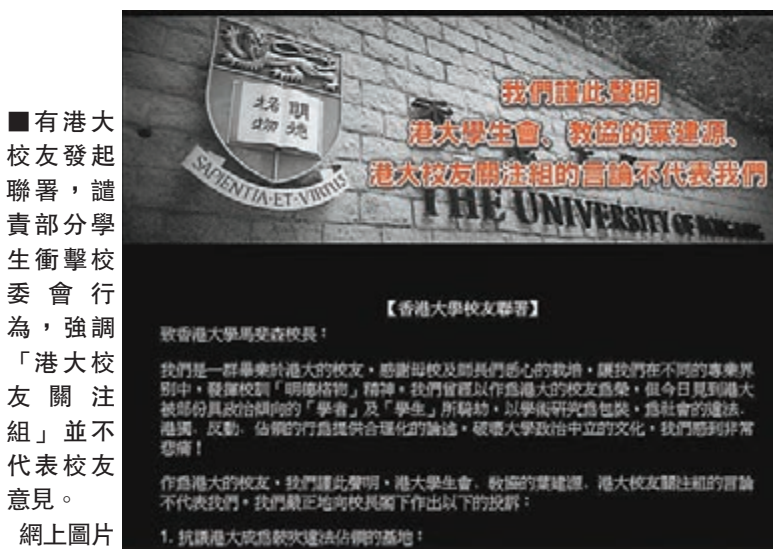 ■有港大
校友發起
聯署，譴
責部分學
生衝擊校
委會行
為，強調
「港大校
友關注
組」並不
代表校友
意見。
網上圖片
明德
格物
SAPIENTIA·ET·VIRTUS
THE UNIVERSITY OF HONG KONG
我們謹此聲明
港大學生會、教協的葉建源、
港大校友關注組的言論不代表我們
【香港大學校友聯署】
致香港大學馬斐森校長：
我們是一群畢業於港大的校友，感謝母校及師長們悉心的栽培，讓我們在不同的專業界
別中，發揮校訓「明德格物」精神。我們曾經以作為港大的校友為榮，但今日見到港大
被部份具政治傾向的「學者」及「學生」所騎劫，以學術研究為包裝，為社會的違法、
港國、反動、佔領的行為提供合理化的論述，破壞大學政治中立的文化，我們感到非常
悲痛！
作為港大的校友，我們謹此聲明，港大學生會、教協的葉建源、港大校友關注組的言論
不代表我們。我們嚴正地向校長閣下作出以下的投訴：
1. 抗議港大成為鼓吹違法佔領的基地：